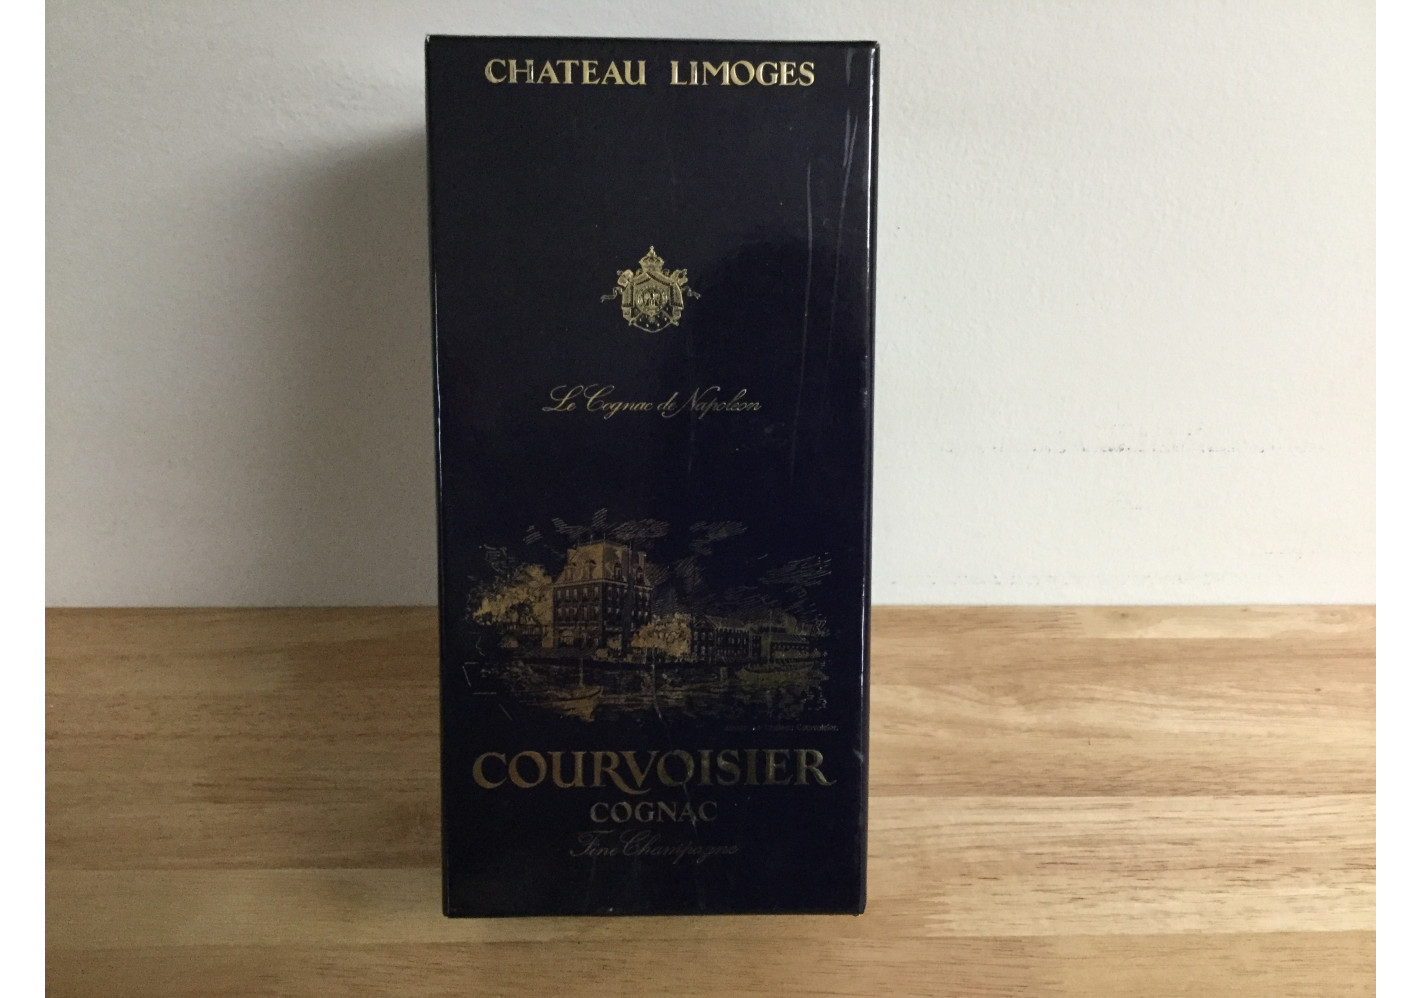 CHATEAU LIMOGES
Le Cognac de Napoleon
COURVOISIER
COGNAC
Fine Champagne